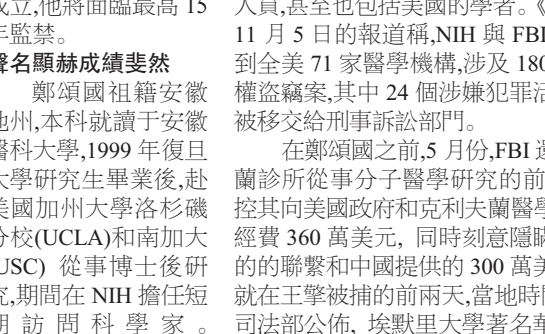 成立,他將面臨最高 15
年監禁。
聲名顯赫成績斐然
鄭頌國祖籍安徽
池州,本科就讀于安徽
醫科大學,1999 年復旦
大學研究生畢業後,赴
美國加州大學洛杉磯
分校(UCLA)和南加大
(USC) 從事博士後研
究,期間在 NIH 擔任短
期訪問科學家。
人員,甚至也包括美國的學者。《
11 月 5 日的報道稱,NIH 與 FBI
到全美 71 家醫學機構,涉及 180
權盜竊案,其中 24 個涉嫌犯罪活
被移交給刑事訴訟部門。
在鄭頌國之前,5 月份,FBI 還
蘭診所從事分子醫學研究的前
控其向美國政府和克利夫蘭醫學
經費 360 萬美元, 同時刻意隱瞞
的的聯繫和中國提供的 300 萬美
就在王擎被捕的前兩天,當地時間
司法部公佈, 埃默里大學著名華